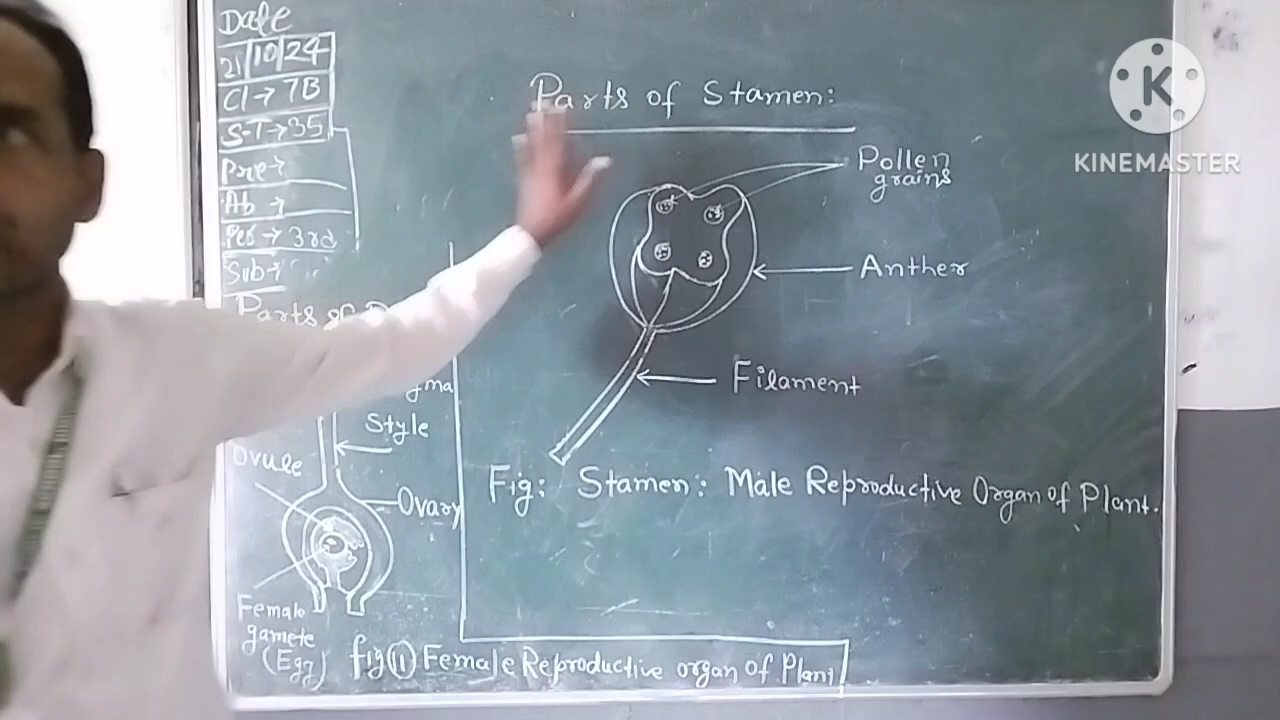 Date
21/10/24
Cl → 7B
S.T → 35
Pre →
Ab →
Per → 3rd
Sub →
Parts of
Style
Ovule
Ovary
Female
gamete
(Egg)
fig (ii) Female Reproductive organ of Plant
Parts of Stamen:
Pollen
grains
Anther
Filament
Fig: Stamen: Male Reproductive Organ of Plant.
K
KINEMASTER